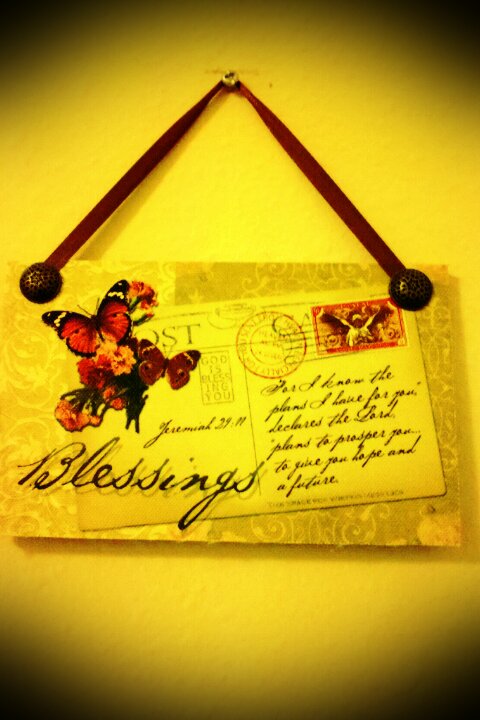 POST CA
GOD
IS
BLESS
ING
YOU
Jeremiah 29:11
Blessings
"For I know the
plans I have for you,"
declares the Lord,
"plans to prosper you...
to give you hope and
a future.